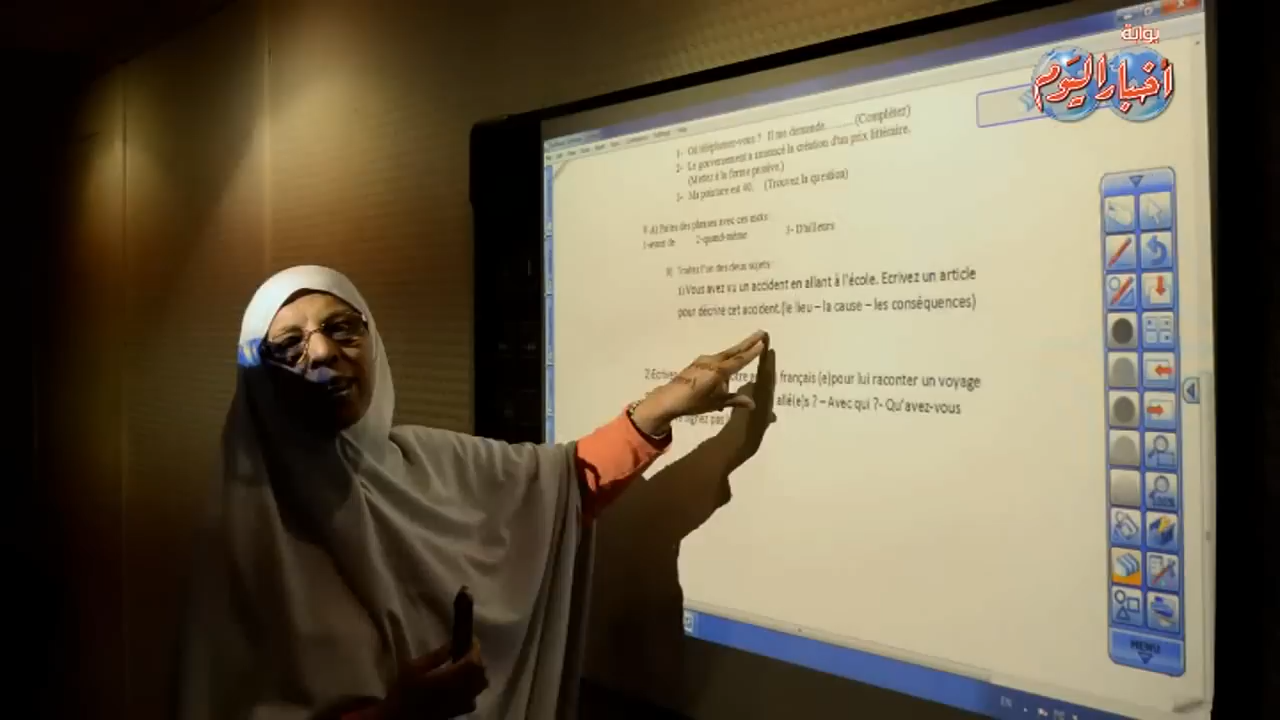 بوابة
أخبار اليوم
1- Où téléphonez-vous ? Il me demande......... (Complétez)
2- Le gouvernement a annoncé la création d'un prix littéraire.
(Mettez à la forme passive.)
3- Ma pointure est 40. (Trouvez la question)
A) Faites des phrases avec ces mots
1-avant de 2-quand-même 3- D'ailleurs
B) Traitez l'un des deux sujets :
1) Vous avez vu un accident en allant à l'école. Ecrivez un article
pour décrire cet accident.(le lieu – la cause – les conséquences)
2 Ecrivez français (e)pour lui raconter un voyage
allé(e)s ? – Avec qui ?- Qu'avez-vous
pas
MENU
EN